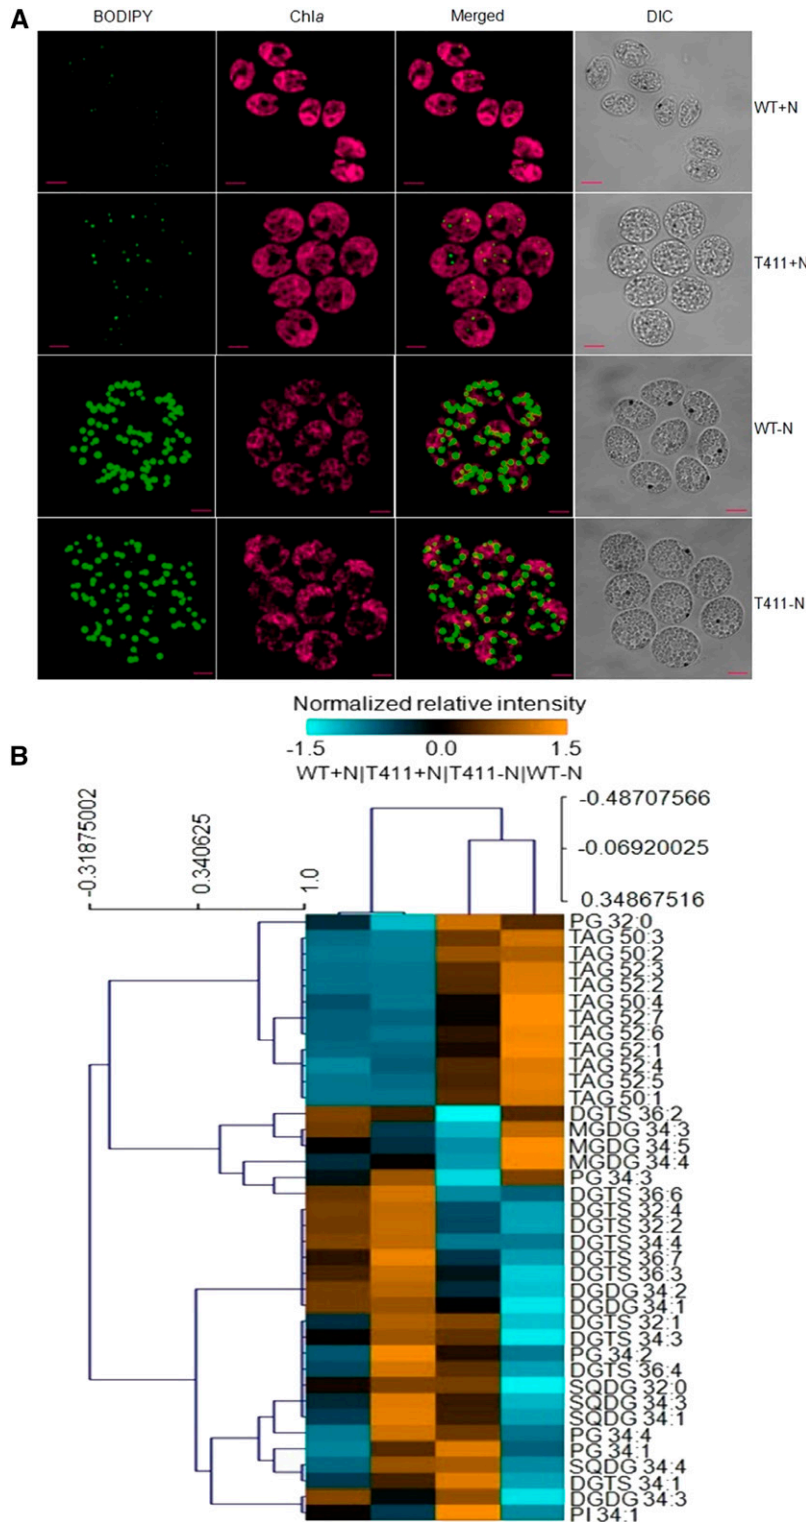 A
BODIPY Chla Merged DIC
WT+N
T411+N
WT-N
T411-N
Normalized relative intensity
-1.5 0.0 1.5
B
WT+N|T411+N|T411-N|WT-N
-0.31875002
0.340625
1.0
-0.48707566
-0.06920025
0.34867516
PG 32:0
TAG 50:3
TAG 50:2
TAG 52:3
TAG 52:2
TAG 50:4
TAG 52:7
TAG 52:6
TAG 52:1
TAG 52:4
TAG 52:5
TAG 50:1
DGTS 36:2
MGDG 34:3
MGDG 34:5
MGDG 34:4
PG 34:3
DGTS 36:6
DGTS 32:4
DGTS 32:2
DGTS 34:4
DGTS 36:7
DGTS 36:3
DGDG 34:2
DGDG 34:1
DGTS 32:1
DGTS 34:3
PG 34:2
DGTS 36:4
SQDG 32:0
SQDG 34:3
SQDG 34:1
PG 34:4
PG 34:1
SQDG 34:4
DGTS 34:1
DGDG 34:3
PI 34:1